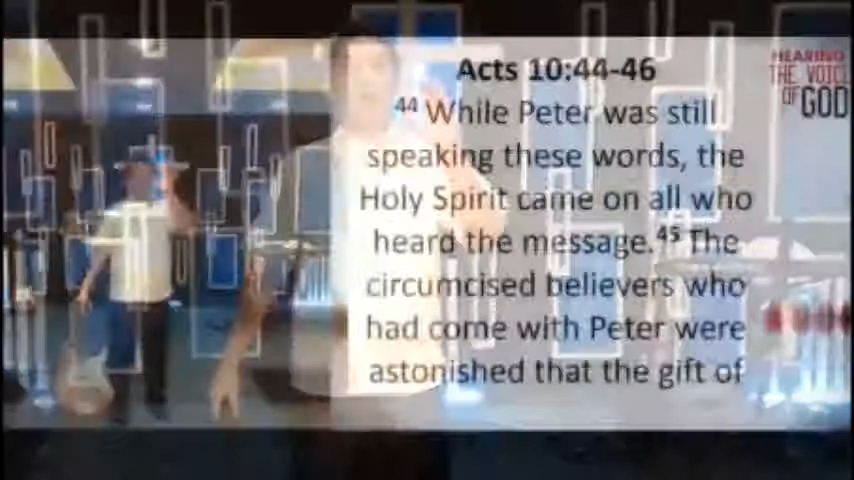 Acts 10:44-46
44 While Peter was still
speaking these words, the
Holy Spirit came on all who
heard the message.45 The
circumcised believers who
had come with Peter were
astonished that the gift of
HEARING
THE VOICE
OF GOD